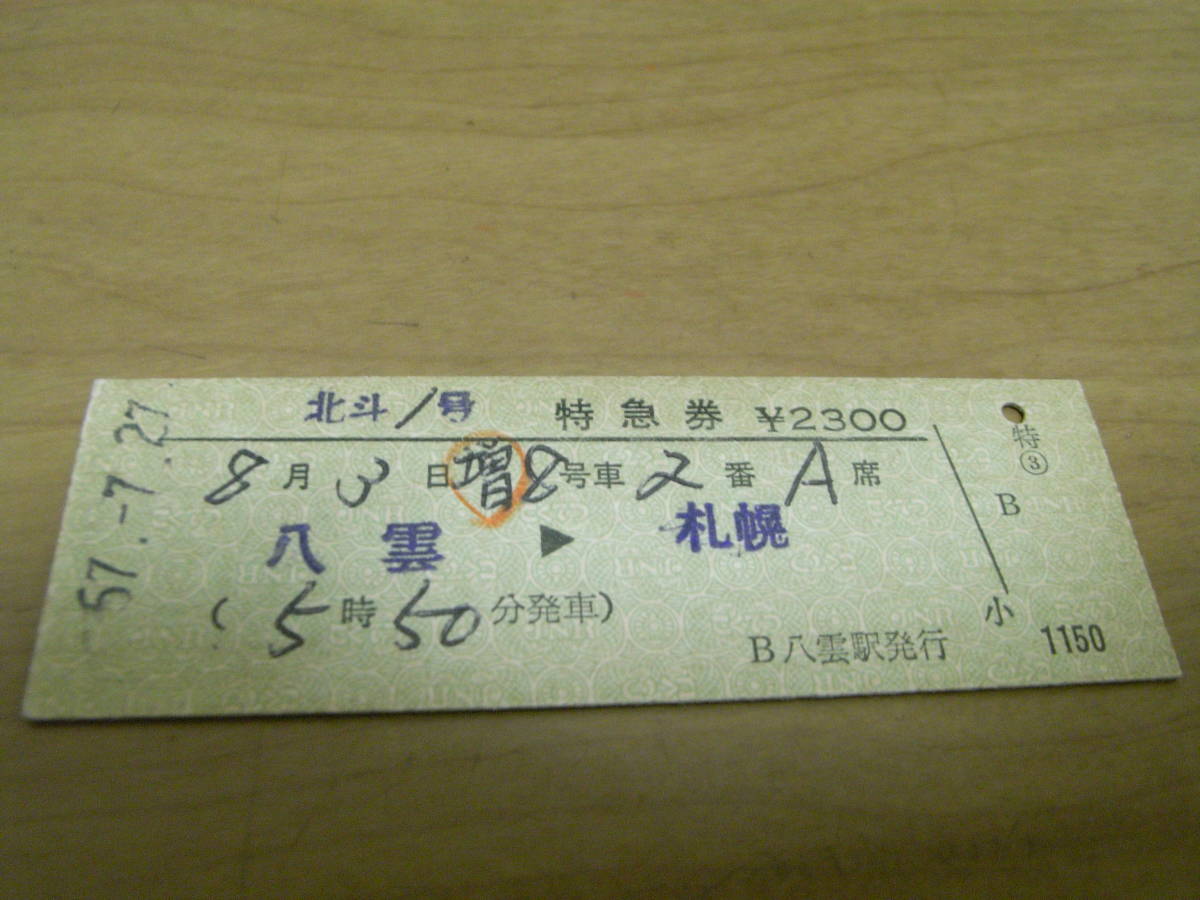 北斗1号 特急券 ￥2300
8月3日 増8号車2番A席
八雲 ▶ 札幌
(5時50分発車)
B八雲駅発行
57.-7.27
特
③
B
小
1150